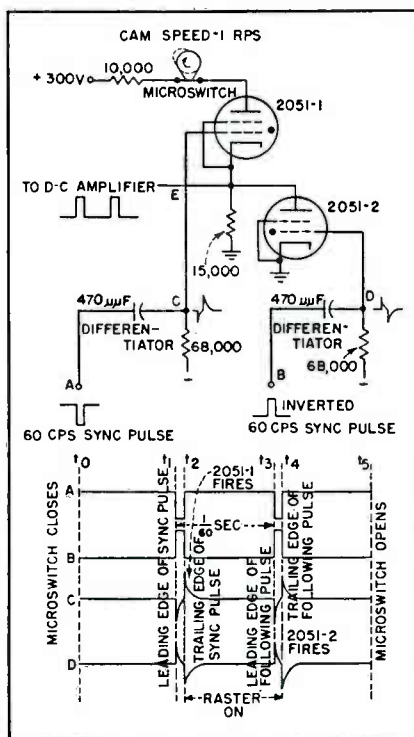 CAM SPEED-1 RPS
10,000
+300V
MICROSWITCH
2051-1
TO D-C AMPLIFIER
E
2051-2
15,000
470 μμF
C
DIFFEREN-
TIATOR
68,000
470 μμF
D
DIFFEREN-
TIATOR
68,000
A
B
60 CPS SYNC PULSE
INVERTED
60 CPS SYNC PULSE
t0
t1
t2
t3
t4
t5
2051-1
FIRES
A
B
C
D
1/60 SEC
MICROSWITCH CLOSES
LEADING EDGE OF SYNC PULSE
TRAILING EDGE OF
SYNC PULSE
LEADING EDGE OF
FOLLOWING PULSE
TRAILING EDGE OF
FOLLOWING PULSE
MICROSWITCH OPENS
2051-2
FIRES
RASTER
ON